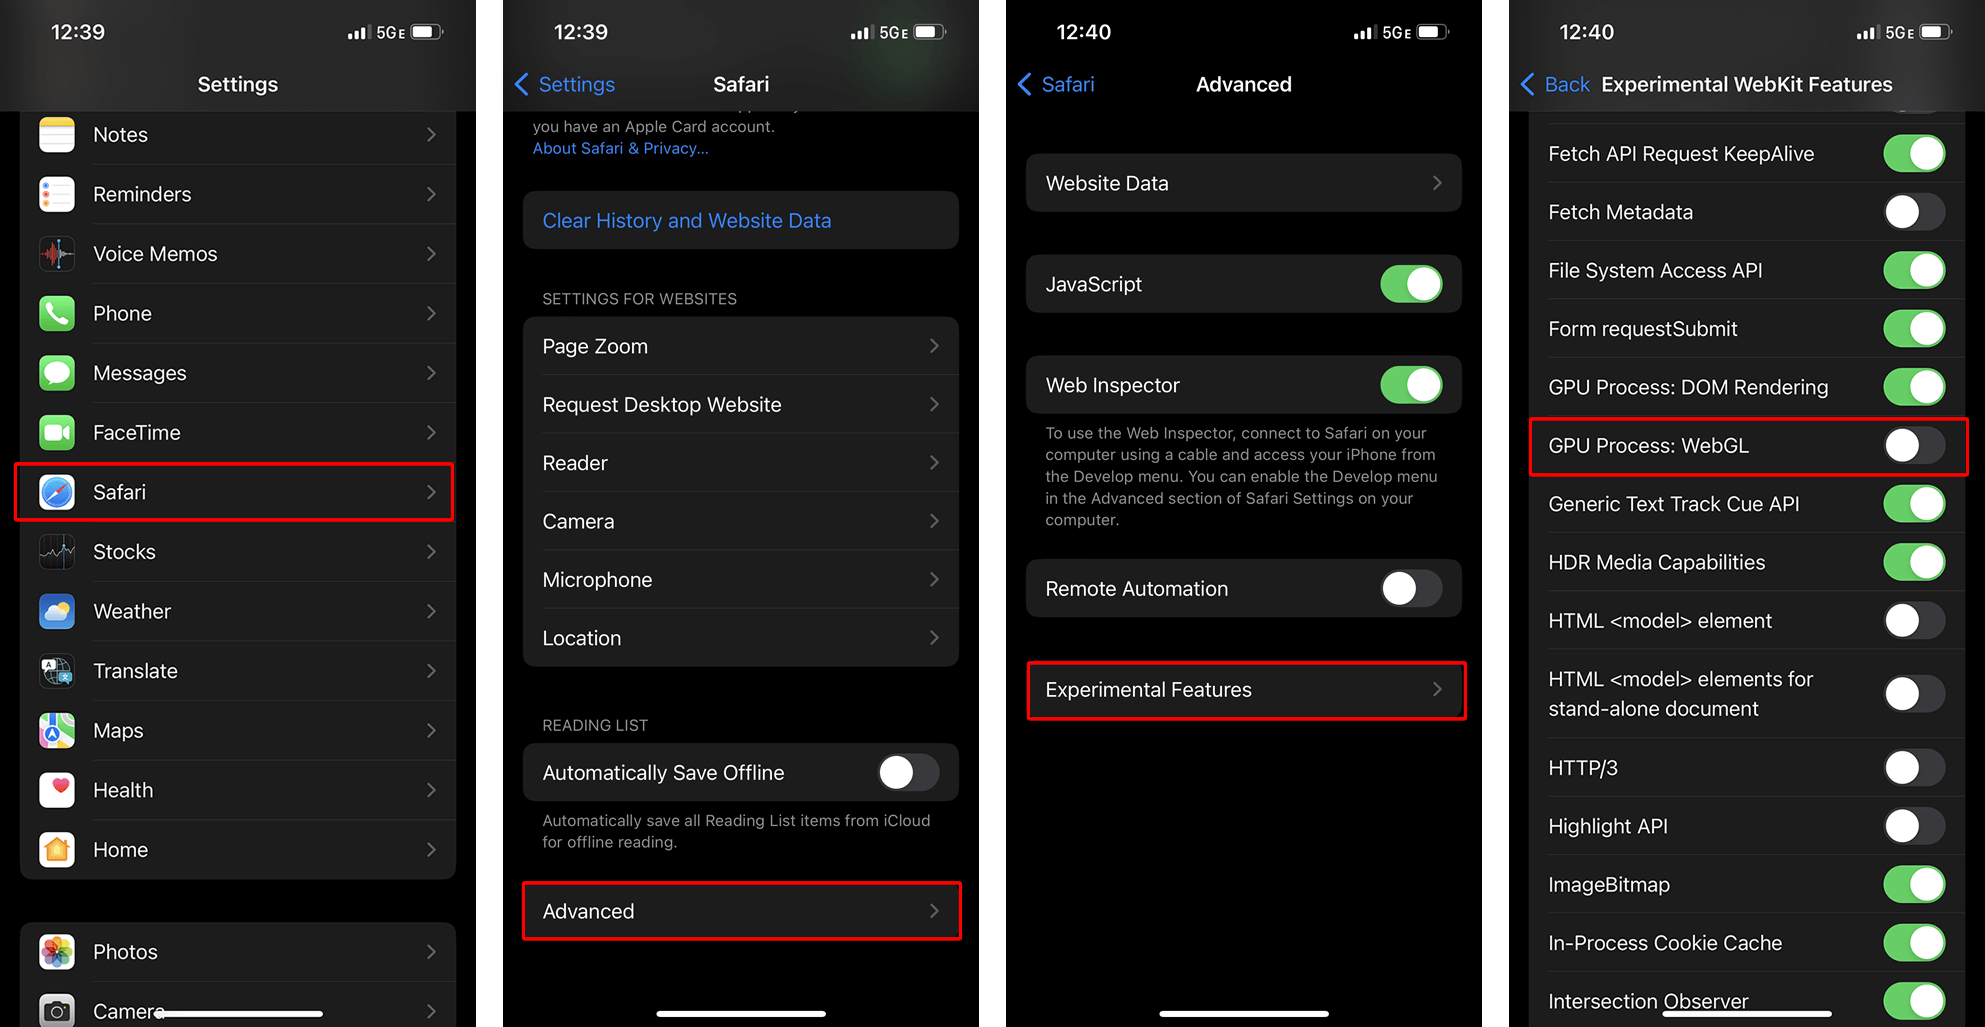 12:39
5GE
Settings
Notes
Reminders
Voice Memos
Phone
Messages
FaceTime
Safari
Stocks
Weather
Translate
Maps
Health
Home
Photos
Camera
12:39
5GE
Settings
Safari
you have an Apple Card account.
About Safari & Privacy...
Clear History and Website Data
SETTINGS FOR WEBSITES
Page Zoom
Request Desktop Website
Reader
Camera
Microphone
Location
READING LIST
Automatically Save Offline
Automatically save all Reading List items from iCloud
for offline reading.
Advanced
12:40
5GE
Safari
Advanced
Website Data
JavaScript
Web Inspector
To use the Web Inspector, connect to Safari on your
computer using a cable and access your iPhone from
the Develop menu. You can enable the Develop menu
in the Advanced section of Safari Settings on your
computer.
Remote Automation
Experimental Features
12:40
5GE
Back
Experimental WebKit Features
Fetch API Request KeepAlive
Fetch Metadata
File System Access API
Form requestSubmit
GPU Process: DOM Rendering
GPU Process: WebGL
Generic Text Track Cue API
HDR Media Capabilities
HTML <model> element
HTML <model> elements for
stand-alone document
HTTP/3
Highlight API
ImageBitmap
In-Process Cookie Cache
Intersection Observer